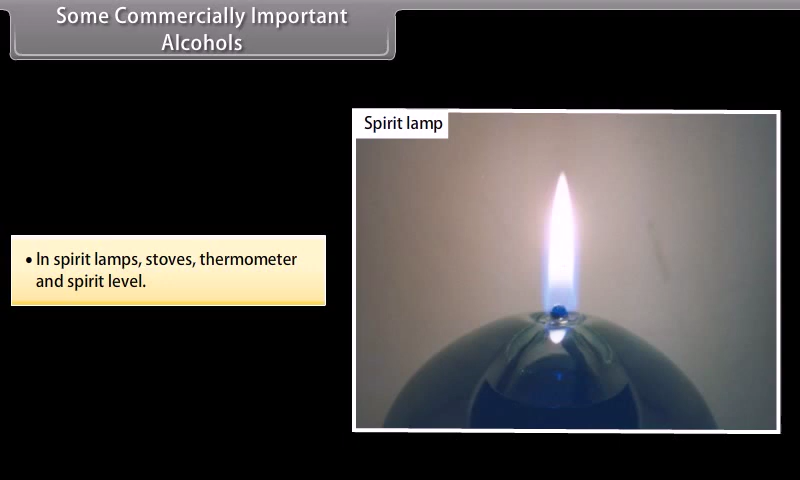 Some Commercially Important
Alcohols
Spirit lamp
• In spirit lamps, stoves, thermometer
and spirit level.